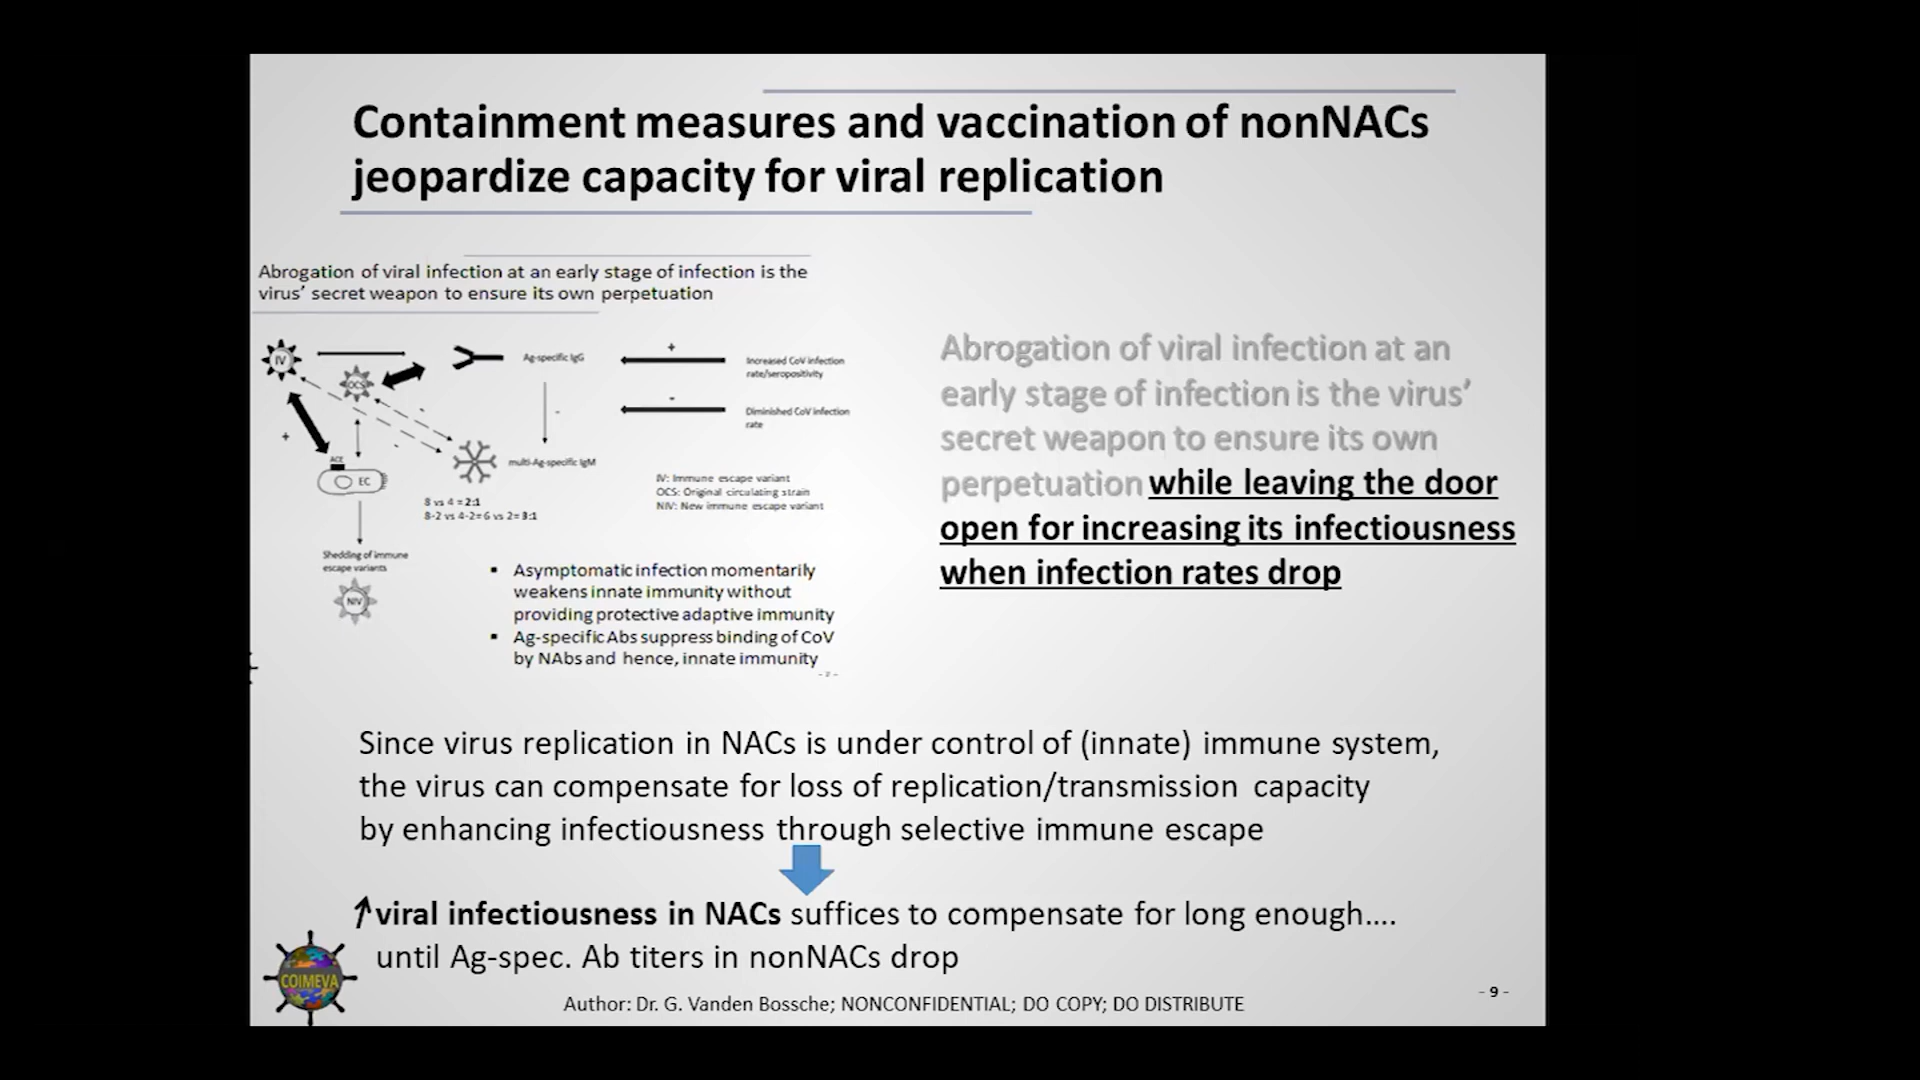 Containment measures and vaccination of nonNACs
jeopardize capacity for viral replication
Abrogation of viral infection at an early stage of infection is the
virus’ secret weapon to ensure its own perpetuation
IV
OCS
Ag-specific IgG
+
Increased CoV infection
rate/seropositivity
-
Diminished CoV infection
rate
+
-
-
-
ACE
EC
multi-Ag-specific IgM
8 vs 4 = 2:1
8-2 vs 4-2= 6 vs 2= 3:1
IV: Immune escape variant
OCS: Original circulating strain
NIV: New immune escape variant
Shedding of immune
escape variants
NIV
▪ Asymptomatic infection momentarily
weakens innate immunity without
providing protective adaptive immunity
▪ Ag-specific Abs suppress binding of CoV
by NAbs and hence, innate immunity
Abrogation of viral infection at an
early stage of infection is the virus’
secret weapon to ensure its own
perpetuation while leaving the door
open for increasing its infectiousness
when infection rates drop
Since virus replication in NACs is under control of (innate) immune system,
the virus can compensate for loss of replication/transmission capacity
by enhancing infectiousness through selective immune escape
↑ viral infectiousness in NACs suffices to compensate for long enough....
until Ag-spec. Ab titers in nonNACs drop
COIMEVA
Author: Dr. G. Vanden Bossche; NONCONFIDENTIAL; DO COPY; DO DISTRIBUTE
- 9 -